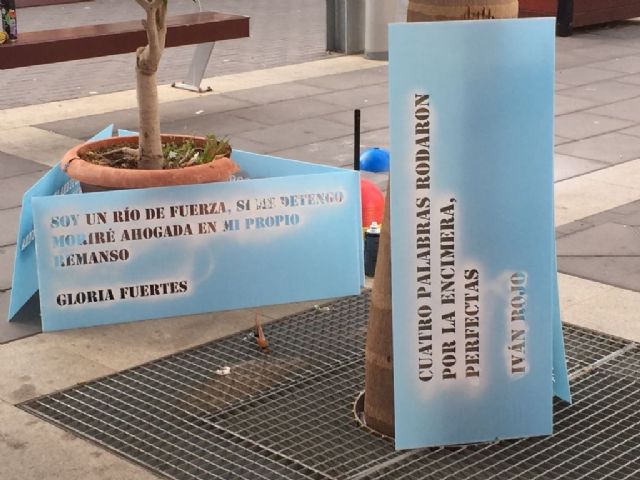 SOY UN RÍO DE FUERZA, SI ME DETENGO
MORIRÉ AHOGADA EN MI PROPIO
REMANSO
GLORIA FUERTES
CUATRO PALABRAS RODARON
POR LA ENCIMERA,
PERFECTAS
IVÁN ROJO